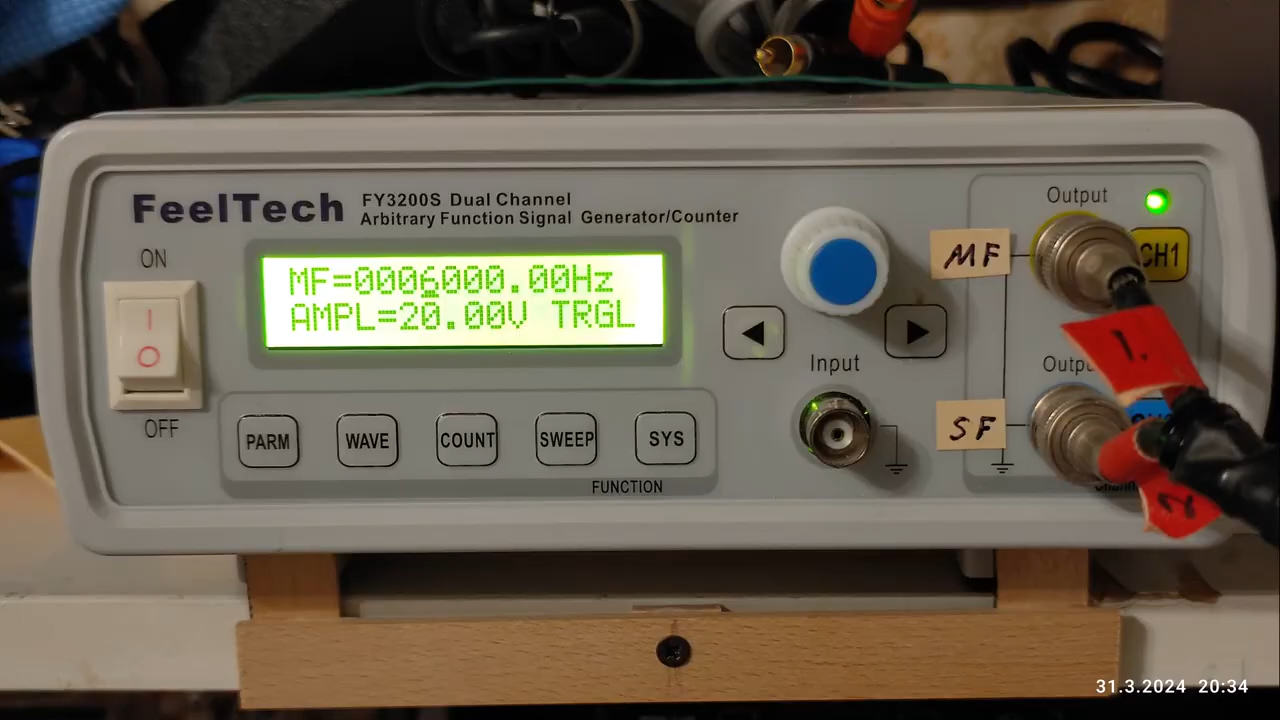 FeelTech
FY3200S Dual Channel
Arbitrary Function Signal Generator/Counter
ON
I
O
OFF
MF=0006000.00Hz
AMPL=20.00V TRGL
PARM
WAVE
COUNT
SWEEP
SYS
FUNCTION
Input
Output
MF
CH1
1.
SF
2
31.3.2024 20:34